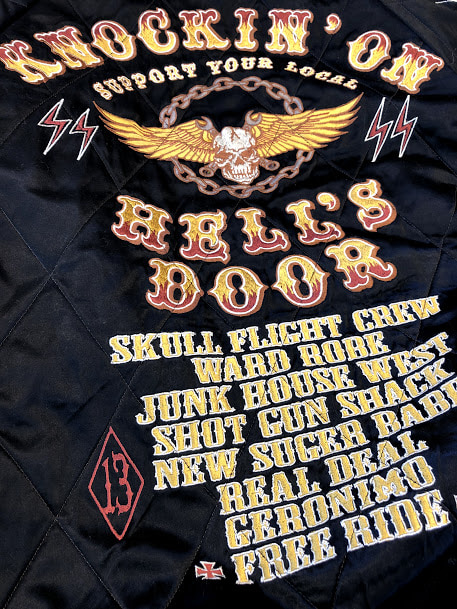 KNOCKIN' ON
SUPPORT YOUR LOCAL
HELL'S
DOOR
SKULL FLIGHT CREW
WARD ROBE
JUNK HOUSE WEST
SHOT GUN SHACK
NEW SUGER
REAL DEAL
GERONIMO
FREE RIDE
13